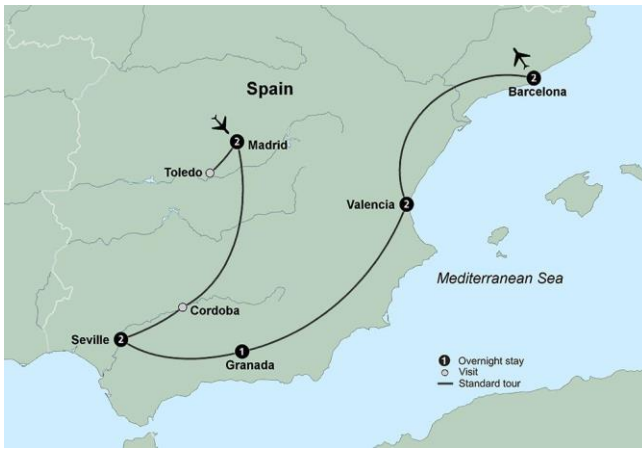 Spain
2
Barcelona
2
Madrid
Toledo
Valencia
2
Mediterranean Sea
Cordoba
Seville
2
1
Granada
1 Overnight stay
Visit
Standard tour